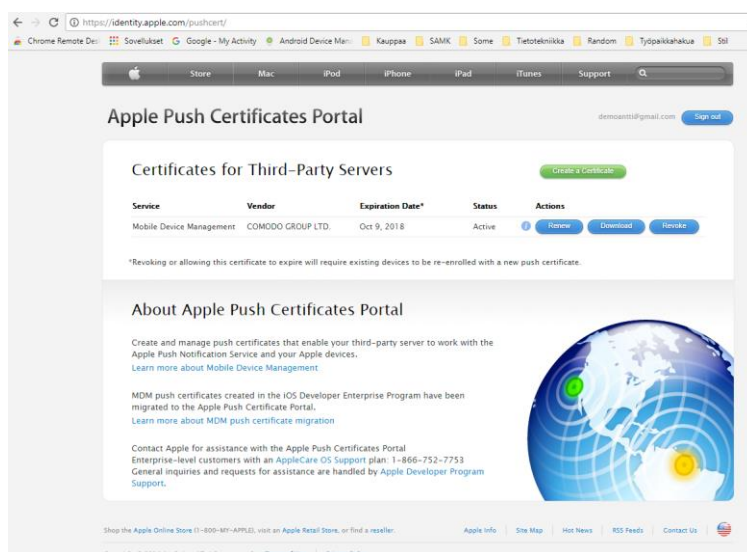 https://identity.apple.com/pushcert/
Chrome Remote Des Sovellukset Google - My Activity Android Device Mana Kauppaa SAMK Some Tietotekniikka Random Työpaikkahakua Stil
Store Mac iPod iPhone iPad iTunes Support
Apple Push Certificates Portal
demoantti@gmail.com Sign out
Certificates for Third-Party Servers
Create a Certificate
Service Vendor Expiration Date* Status Actions
Mobile Device Management COMODO GROUP LTD. Oct 9, 2018 Active i Renew Download Revoke
*Revoking or allowing this certificate to expire will require existing devices to be re-enrolled with a new push certificate.
About Apple Push Certificates Portal
Create and manage push certificates that enable your third-party server to work with the
Apple Push Notification Service and your Apple devices.
Learn more about Mobile Device Management
MDM push certificates created in the iOS Developer Enterprise Program have been
migrated to the Apple Push Certificate Portal.
Learn more about MDM push certificate migration
Contact Apple for assistance with the Apple Push Certificates Portal
Enterprise-level customers with an AppleCare OS Support plan: 1-866-752-7753
General inquiries and requests for assistance are handled by Apple Developer Program
Support.
Shop the Apple Online Store (1-800-MY-APPLE), visit an Apple Retail Store, or find a reseller.
Apple Info Site Map Hot News RSS Feeds Contact Us